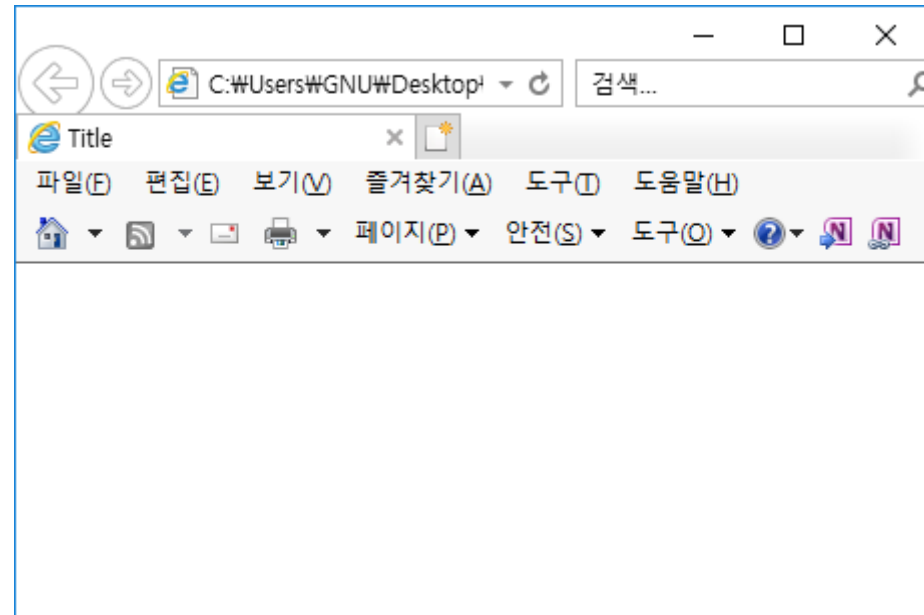 C:₩Users₩GNU₩Desktop 검색...
Title
파일(F) 편집(E) 보기(V) 즐겨찾기(A) 도구(T) 도움말(H)
페이지(P) 안전(S) 도구(O)